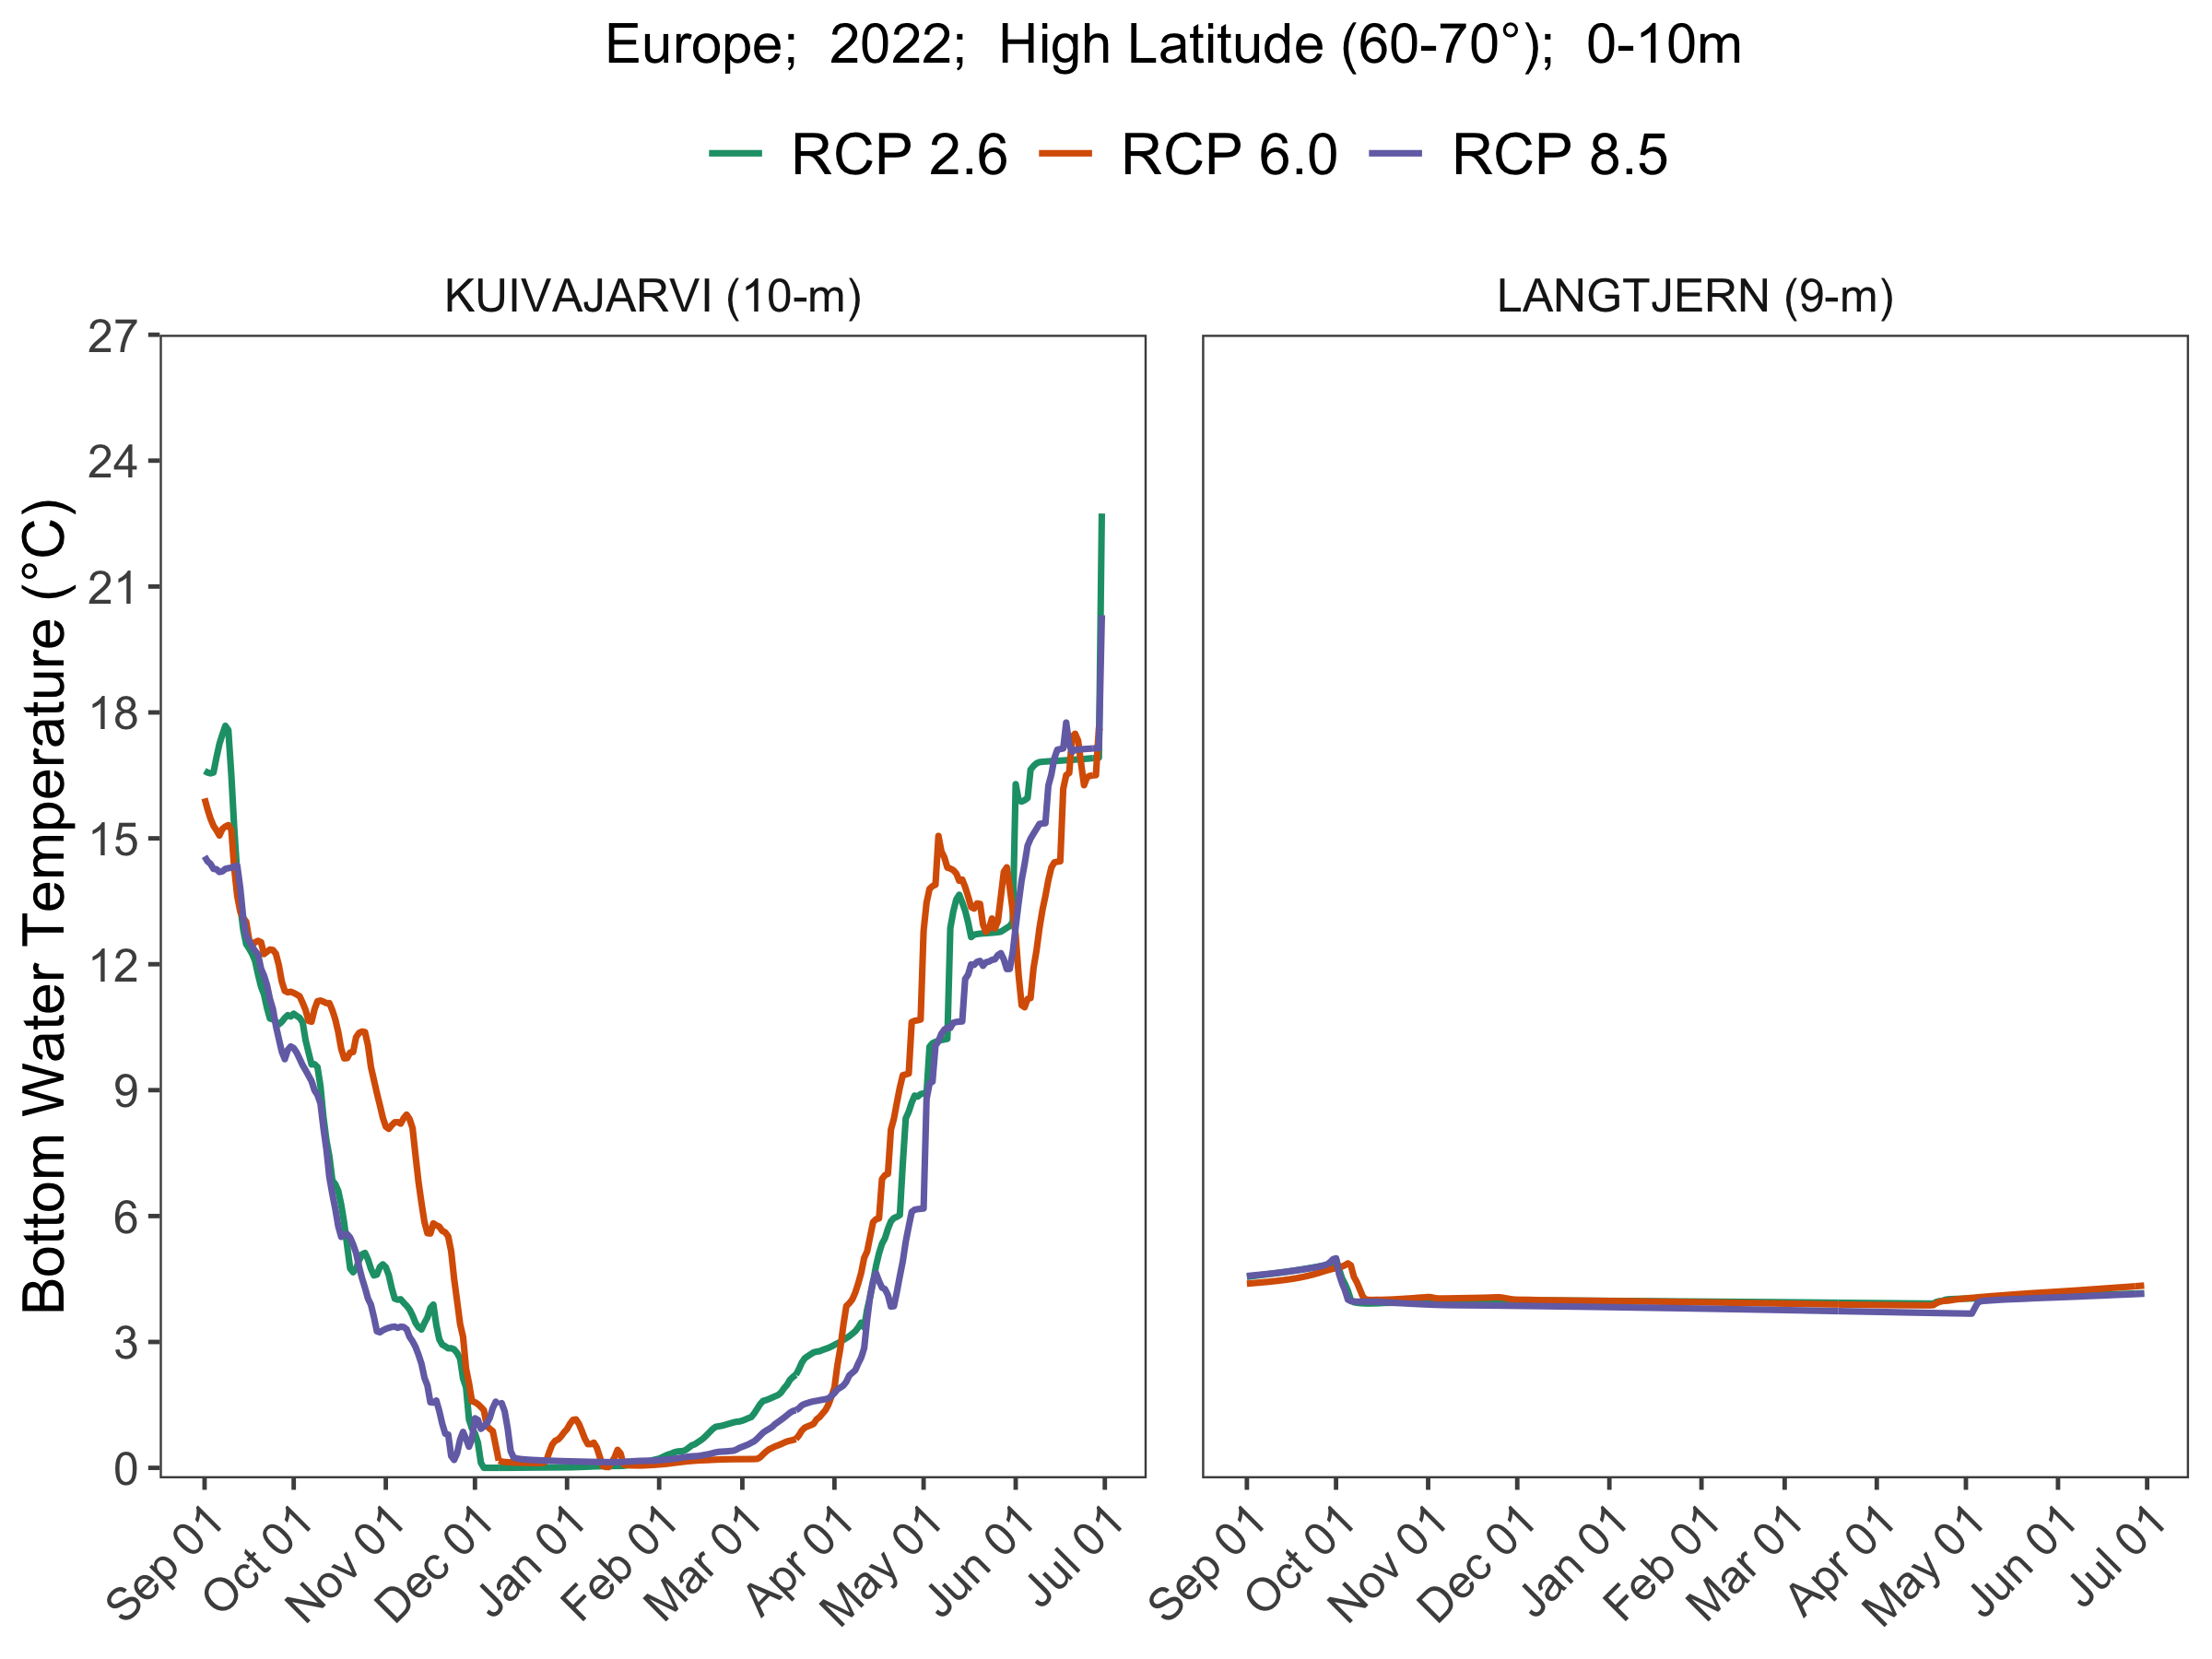 Europe;  2022;  High Latitude (60-70°);  0-10m
RCP 2.6 RCP 6.0 RCP 8.5
KUIVAJARVI (10-m) LANGTJERN (9-m)
Bottom Water Temperature (°C)
27
24
21
18
15
12
9
6
3
0
Sep 01 Oct 01 Nov 01 Dec 01 Jan 01 Feb 01 Mar 01 Apr 01 May 01 Jun 01 Jul 01 Sep 01 Oct 01 Nov 01 Dec 01 Jan 01 Feb 01 Mar 01 Apr 01 May 01 Jun 01 Jul 01